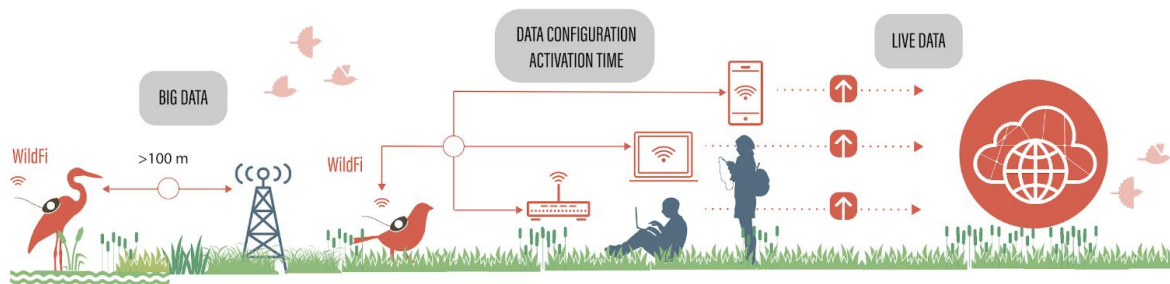 BIG DATA
DATA CONFIGURATION
ACTIVATION TIME
LIVE DATA
WildFi
>100 m
WildFi